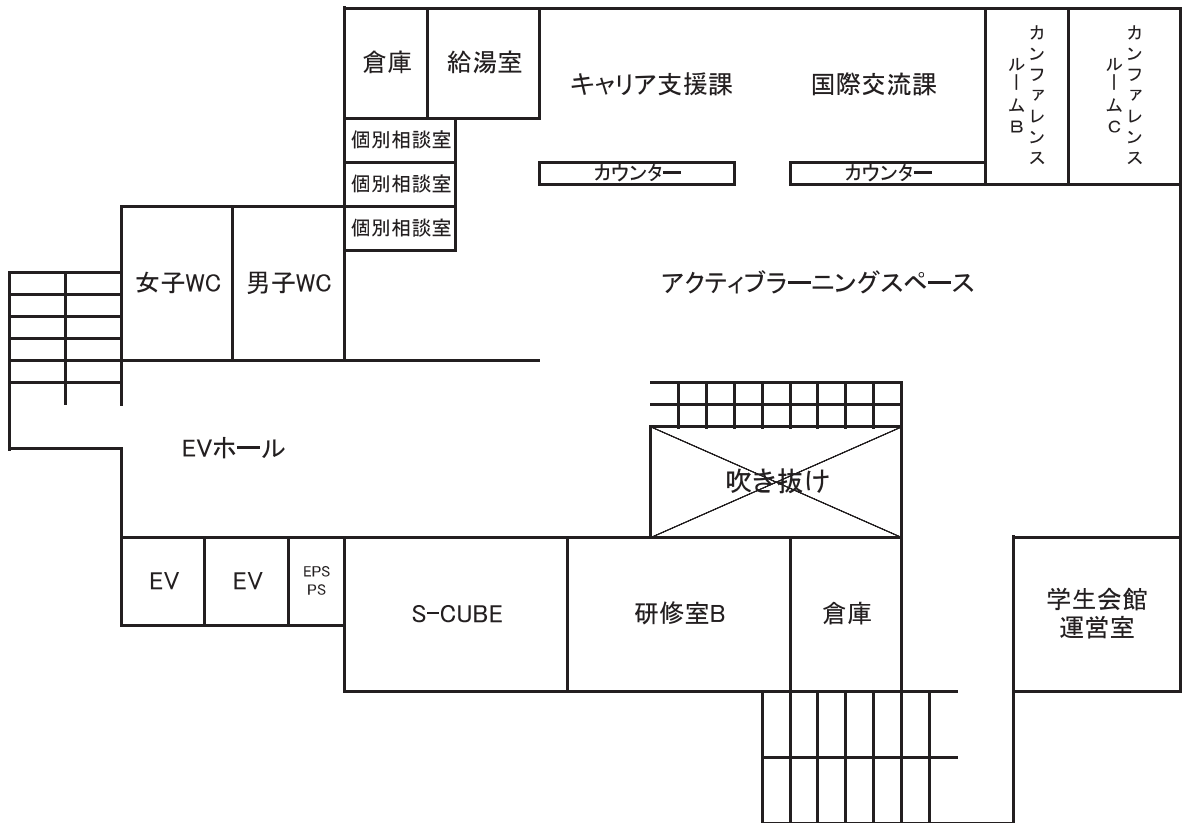 倉庫
給湯室
キャリア支援課
国際交流課
カンファレンス
ルームB
カンファレンス
ルームC
個別相談室
カウンター
カウンター
個別相談室
個別相談室
女子WC
男子WC
アクティブラーニングスペース
EVホール
吹き抜け
EV
EV
EPS
PS
S-CUBE
研修室B
倉庫
学生会館
運営室